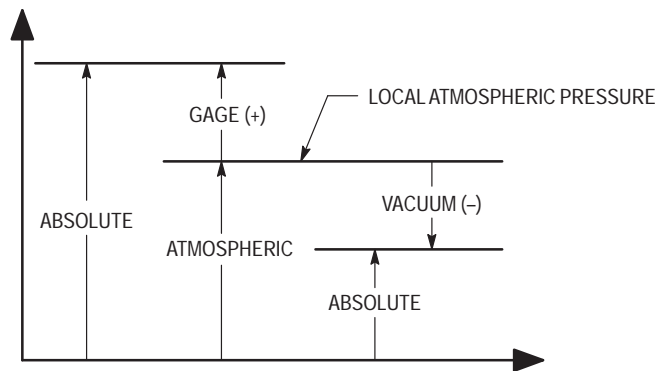 LOCAL ATMOSPHERIC PRESSURE
GAGE (+)
VACUUM (–)
ABSOLUTE
ATMOSPHERIC
ABSOLUTE